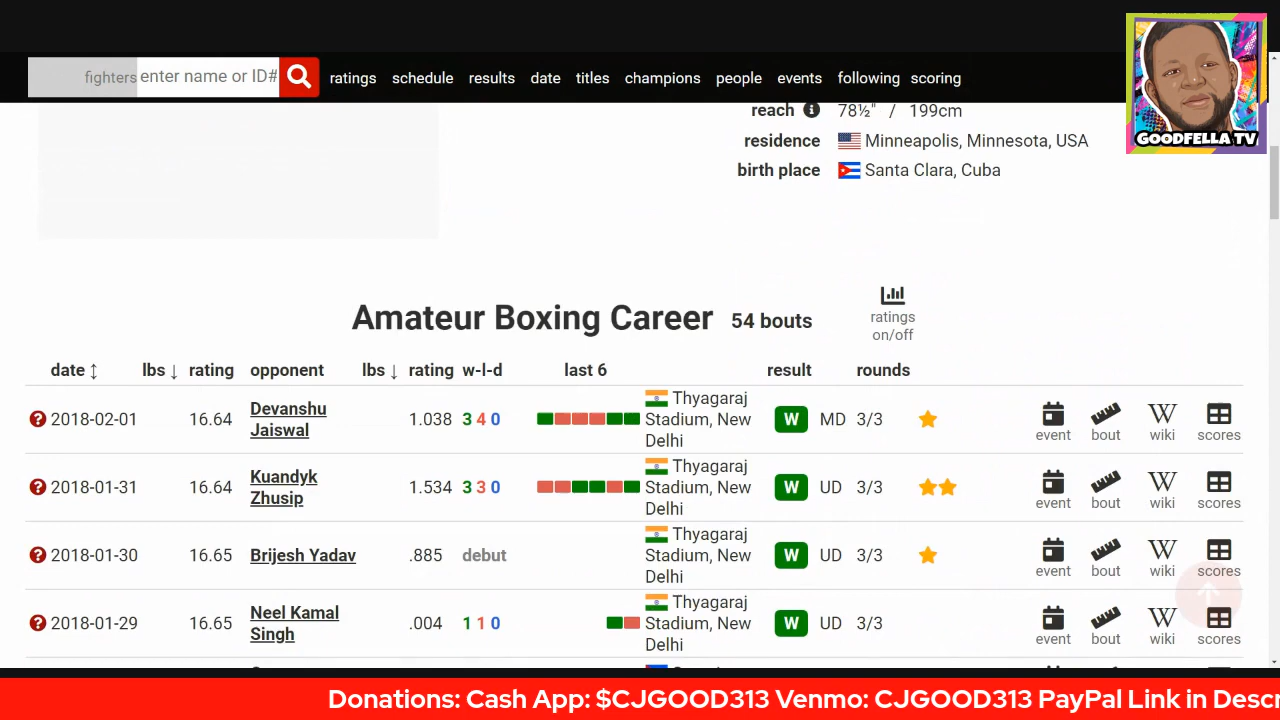 GOODFELLA TV
fighters enter name or ID# ratings schedule results date titles champions people events following scoring
reach 78½" / 199cm
residence Minneapolis, Minnesota, USA
birth place Santa Clara, Cuba
Amateur Boxing Career 54 bouts
ratings
on/off
date ↕ lbs ↓ rating opponent lbs ↓ rating w-l-d last 6 result rounds
2018-02-01 16.64 Devanshu Jaiswal 1.038 3 4 0 Thyagaraj Stadium, New Delhi W MD 3/3 event bout wiki scores
2018-01-31 16.64 Kuandyk Zhusip 1.534 3 3 0 Thyagaraj Stadium, New Delhi W UD 3/3 event bout wiki scores
2018-01-30 16.65 Brijesh Yadav .885 debut Thyagaraj Stadium, New Delhi W UD 3/3 event bout wiki scores
2018-01-29 16.65 Neel Kamal Singh .004 1 1 0 Thyagaraj Stadium, New Delhi W UD 3/3 event bout wiki scores
Donations: Cash App: $CJGOOD313 Venmo: CJGOOD313 PayPal Link in Descr